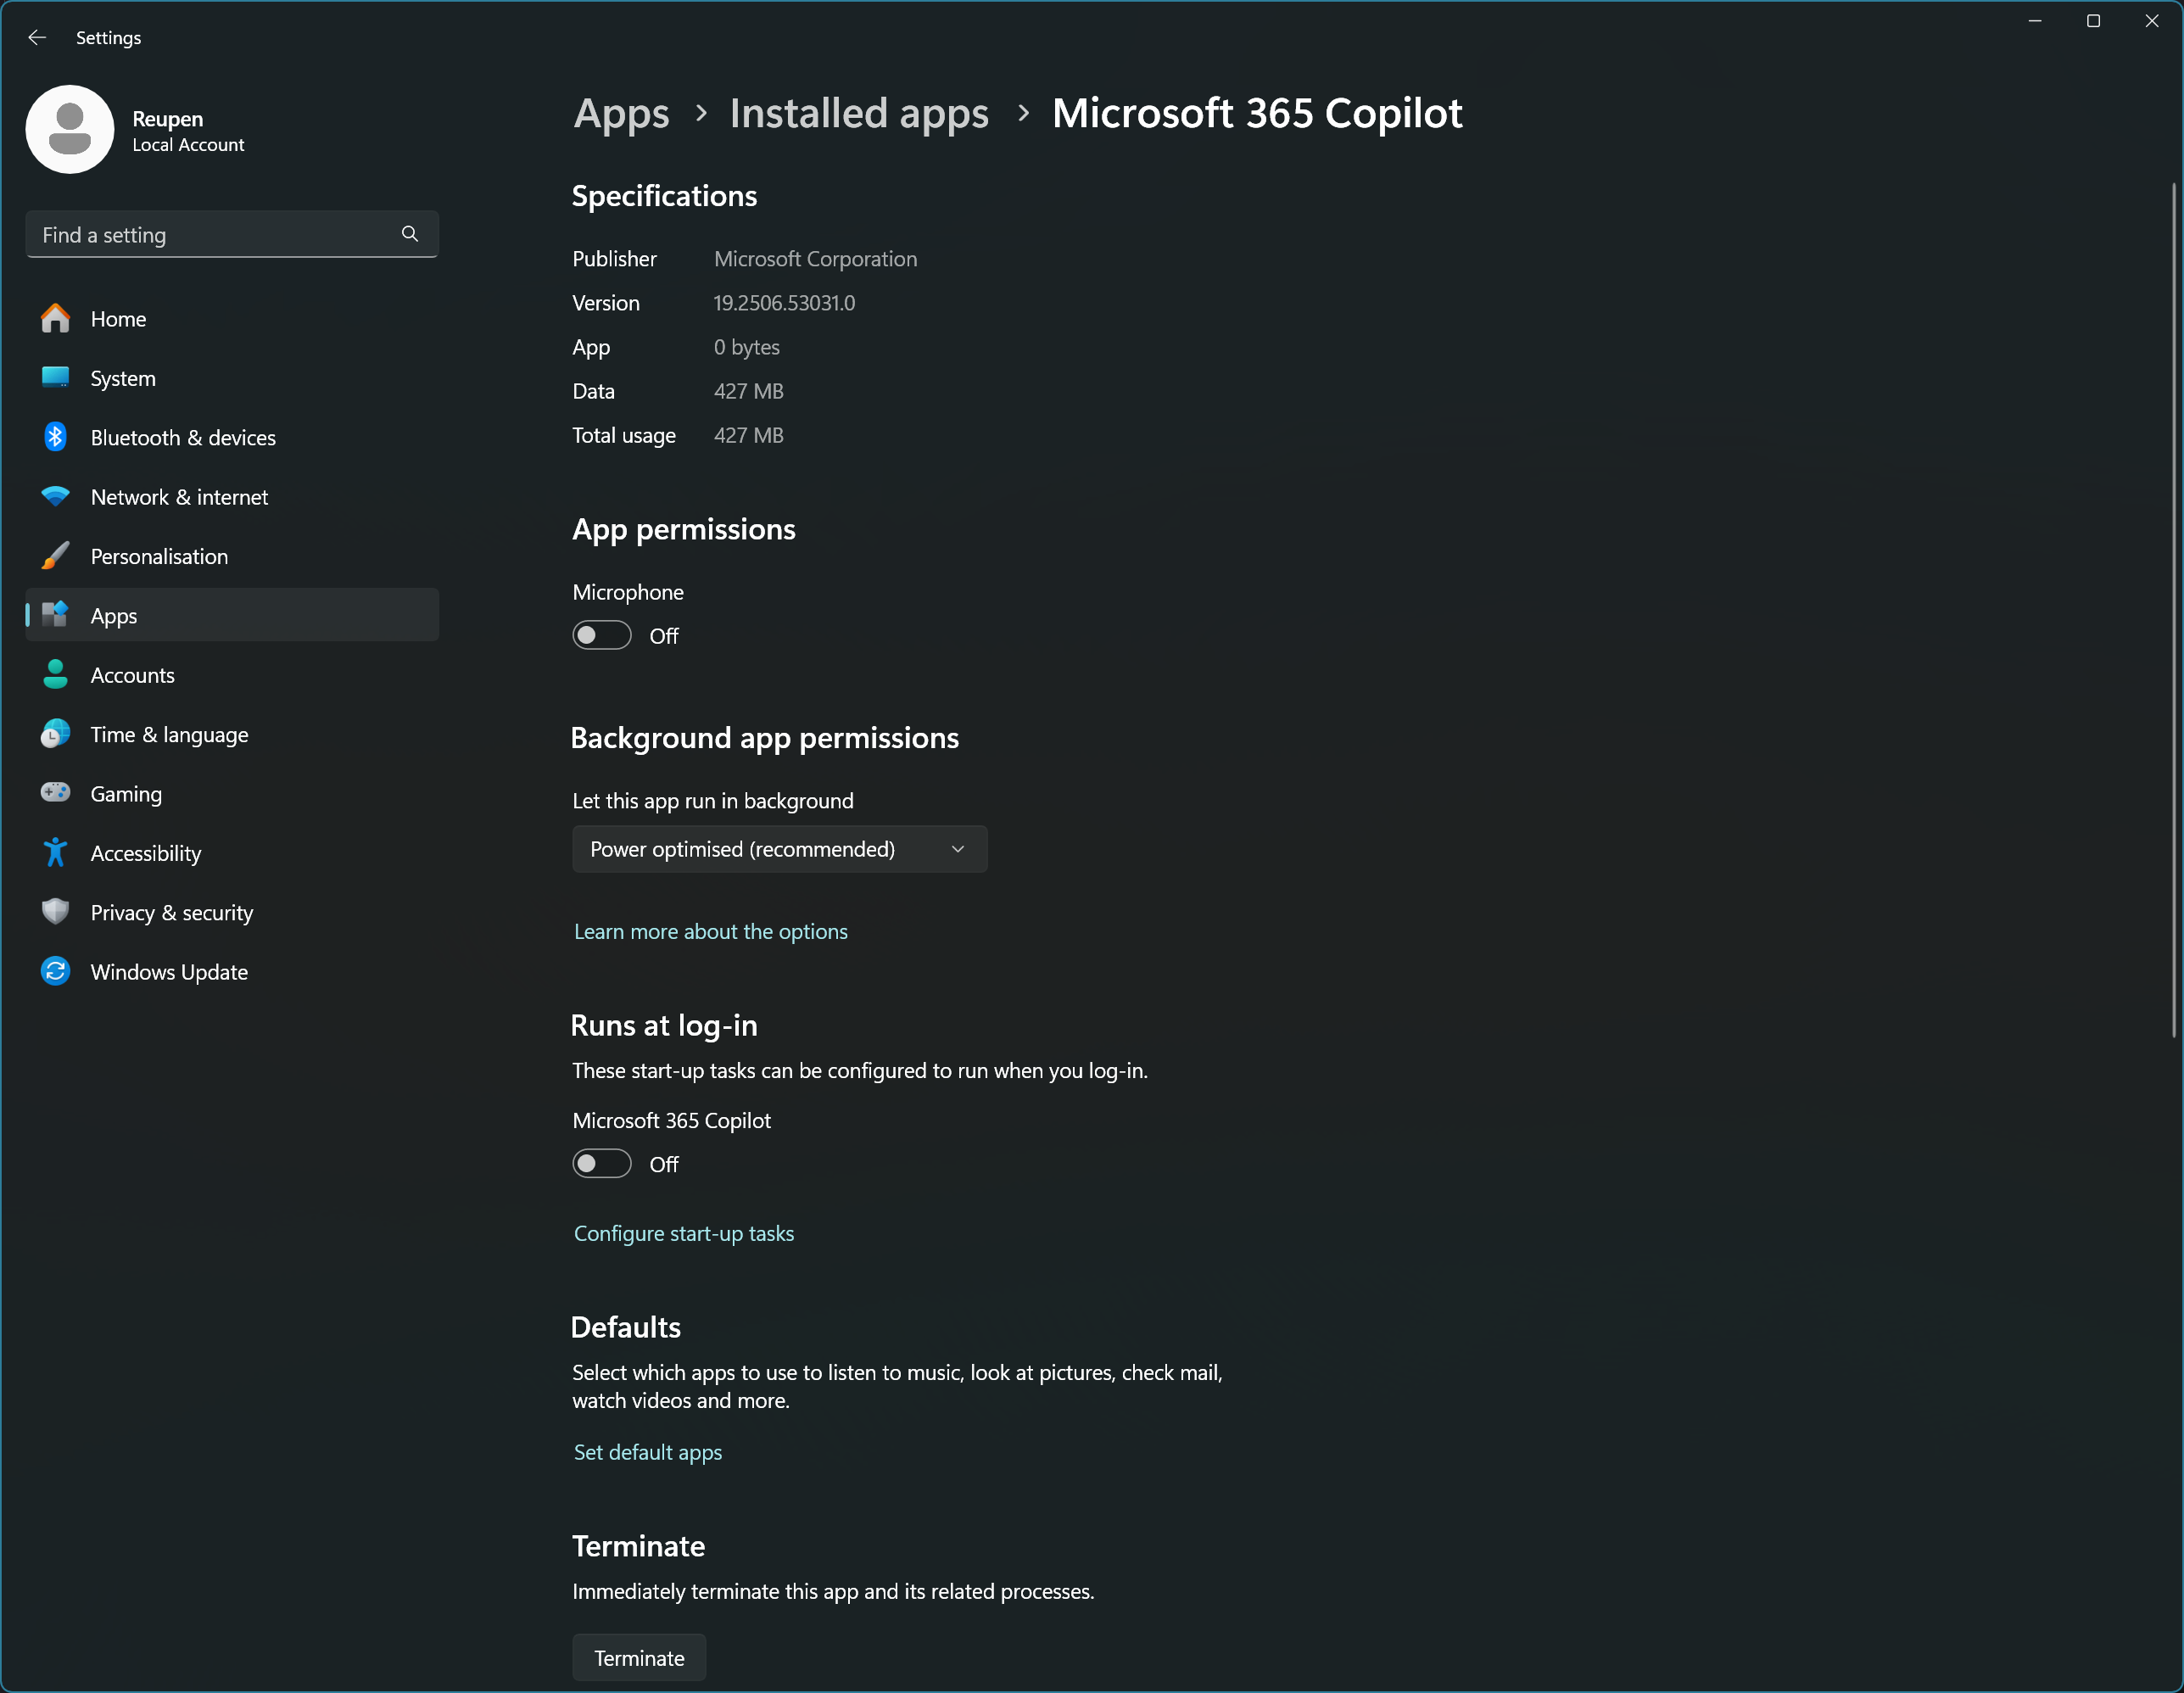 Settings
Reupen
Local Account
Find a setting
Home
System
Bluetooth & devices
Network & internet
Personalisation
Apps
Accounts
Time & language
Gaming
Accessibility
Privacy & security
Windows Update
Apps > Installed apps > Microsoft 365 Copilot
Specifications
Publisher Microsoft Corporation
Version 19.2506.53031.0
App 0 bytes
Data 427 MB
Total usage 427 MB
App permissions
Microphone
Off
Background app permissions
Let this app run in background
Power optimised (recommended)
Learn more about the options
Runs at log-in
These start-up tasks can be configured to run when you log-in.
Microsoft 365 Copilot
Off
Configure start-up tasks
Defaults
Select which apps to use to listen to music, look at pictures, check mail,
watch videos and more.
Set default apps
Terminate
Immediately terminate this app and its related processes.
Terminate